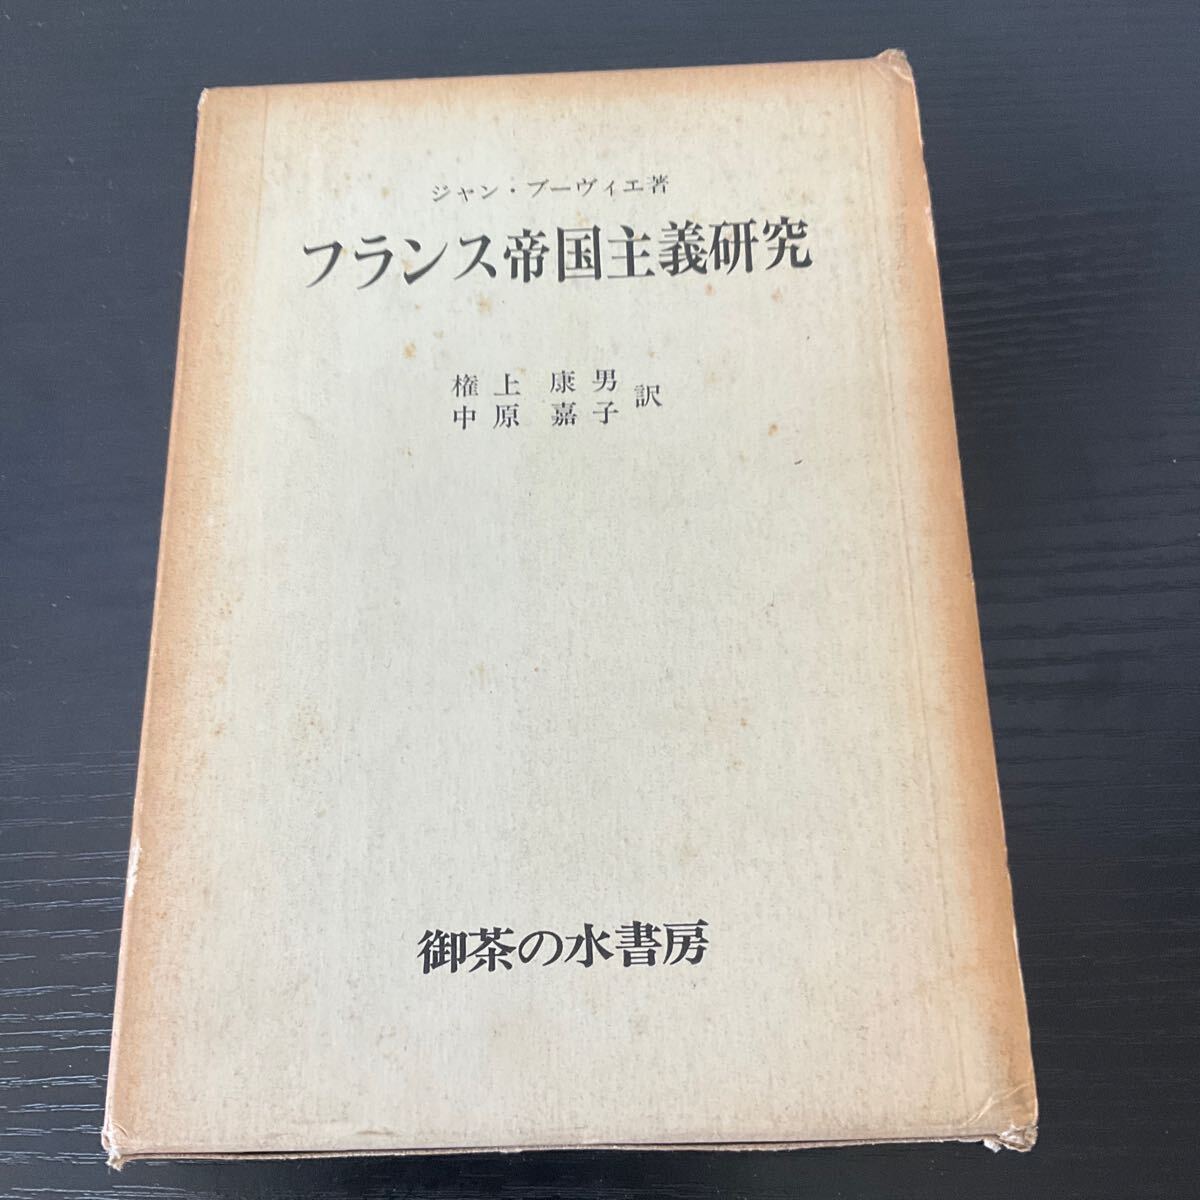 ジャン・ブーヴィエ著
フランス帝国主義研究
権上 康男
中原 嘉子 訳
御茶の水書房